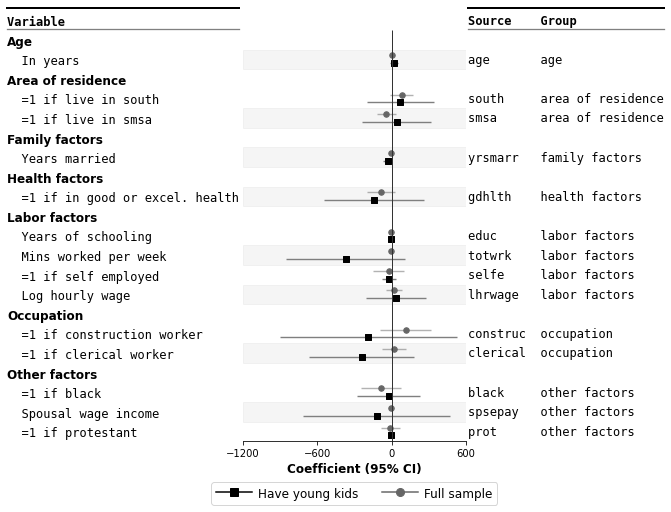 Variable Source Group
Age
In years age age
Area of residence
=1 if live in south south area of residence
=1 if live in smsa smsa area of residence
Family factors
Years married yrsmarr family factors
Health factors
=1 if in good or excel. health gdhlth health factors
Labor factors
Years of schooling educ labor factors
Mins worked per week totwrk labor factors
=1 if self employed selfe labor factors
Log hourly wage lhrwage labor factors
Occupation
=1 if construction worker construc occupation
=1 if clerical worker clerical occupation
Other factors
=1 if black black other factors
Spousal wage income spsepay other factors
=1 if protestant prot other factors
−1200 −600 0 600
Coefficient (95% CI)
Have young kids Full sample